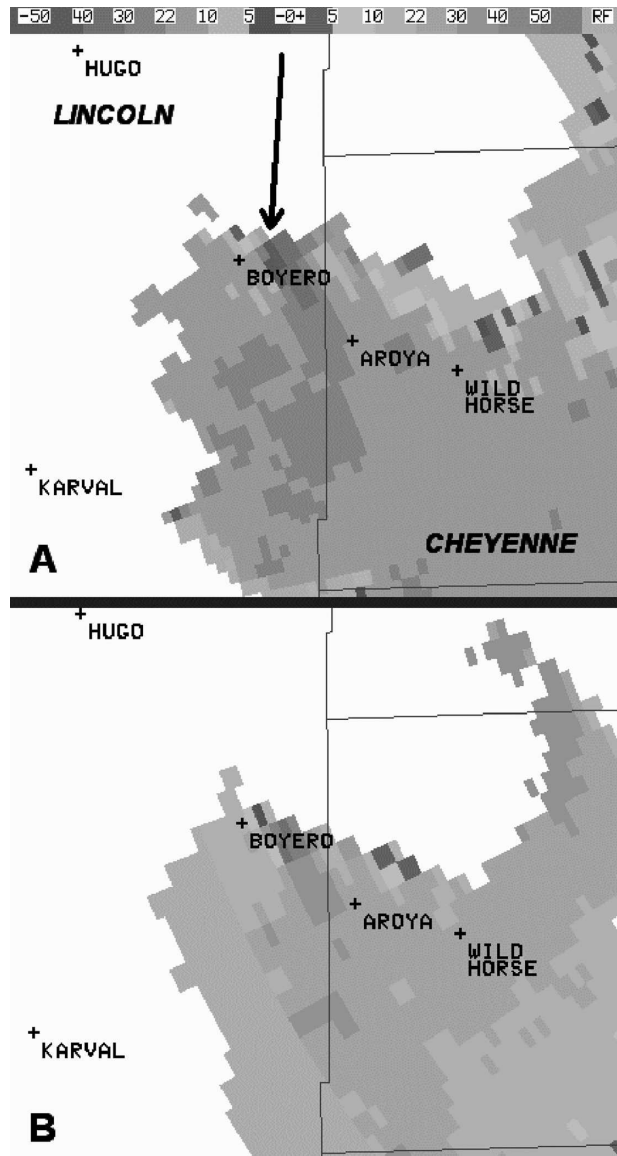 -50 40 30 22 10 5 -0+ 5 10 22 30 40 50 RF
HUGO
LINCOLN
BOYERO
AROYA
WILD
HORSE
KARVAL
A
CHEYENNE
HUGO
BOYERO
AROYA
WILD
HORSE
KARVAL
B